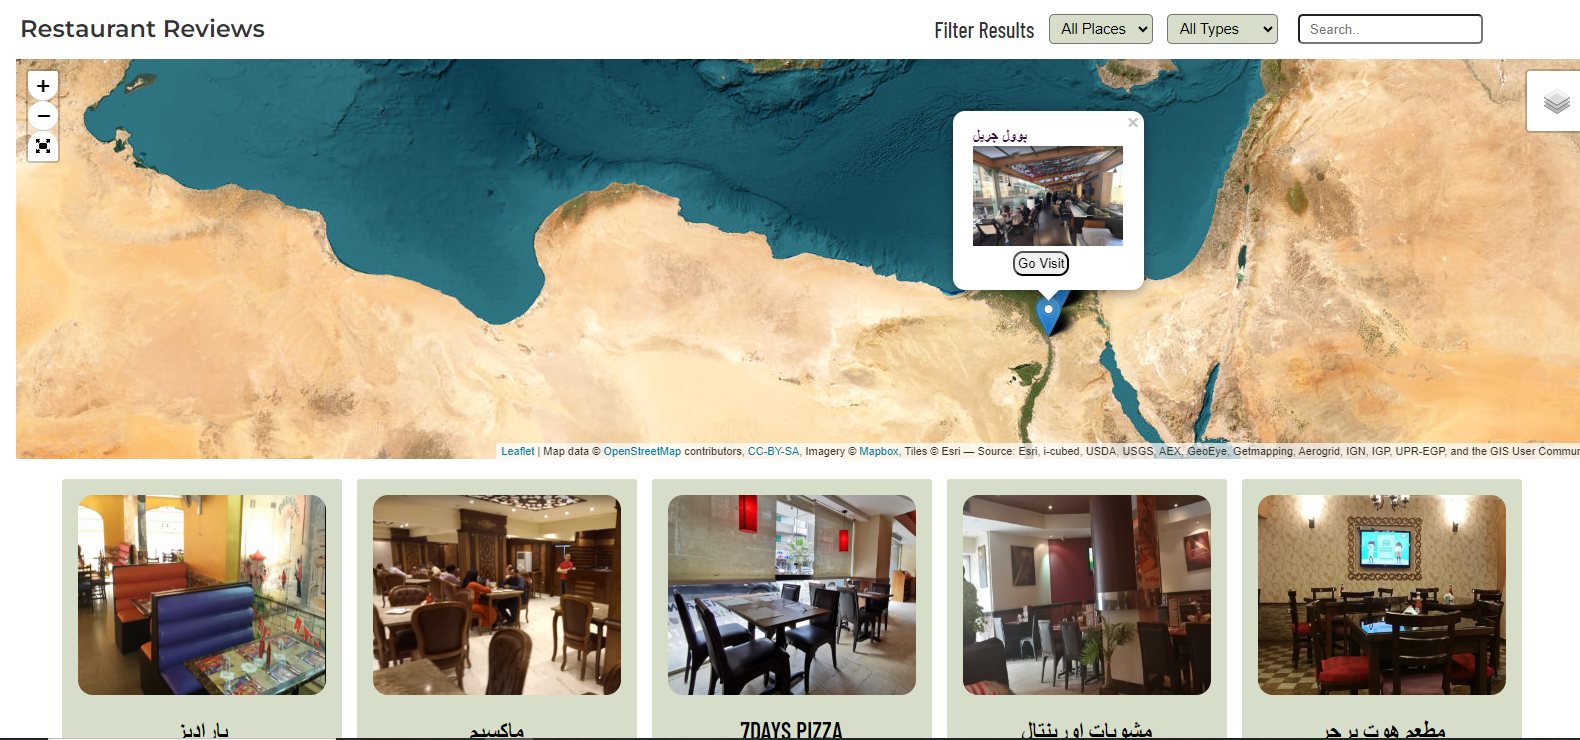 Restaurant Reviews
Filter Results
All Places
All Types
Search..
+
−
بوول جريل
×
Go Visit
Leaflet | Map data © OpenStreetMap contributors, CC-BY-SA, Imagery © Mapbox, Tiles © Esri — Source: Esri, i-cubed, USDA, USGS, AEX, GeoEye, Getmapping, Aerogrid, IGN, IGP, UPR-EGP, and the GIS User Commun
بارادیز
ماكسيم
7DAYS PIZZA
مشويات اورينتال
مطعم هوت برجر